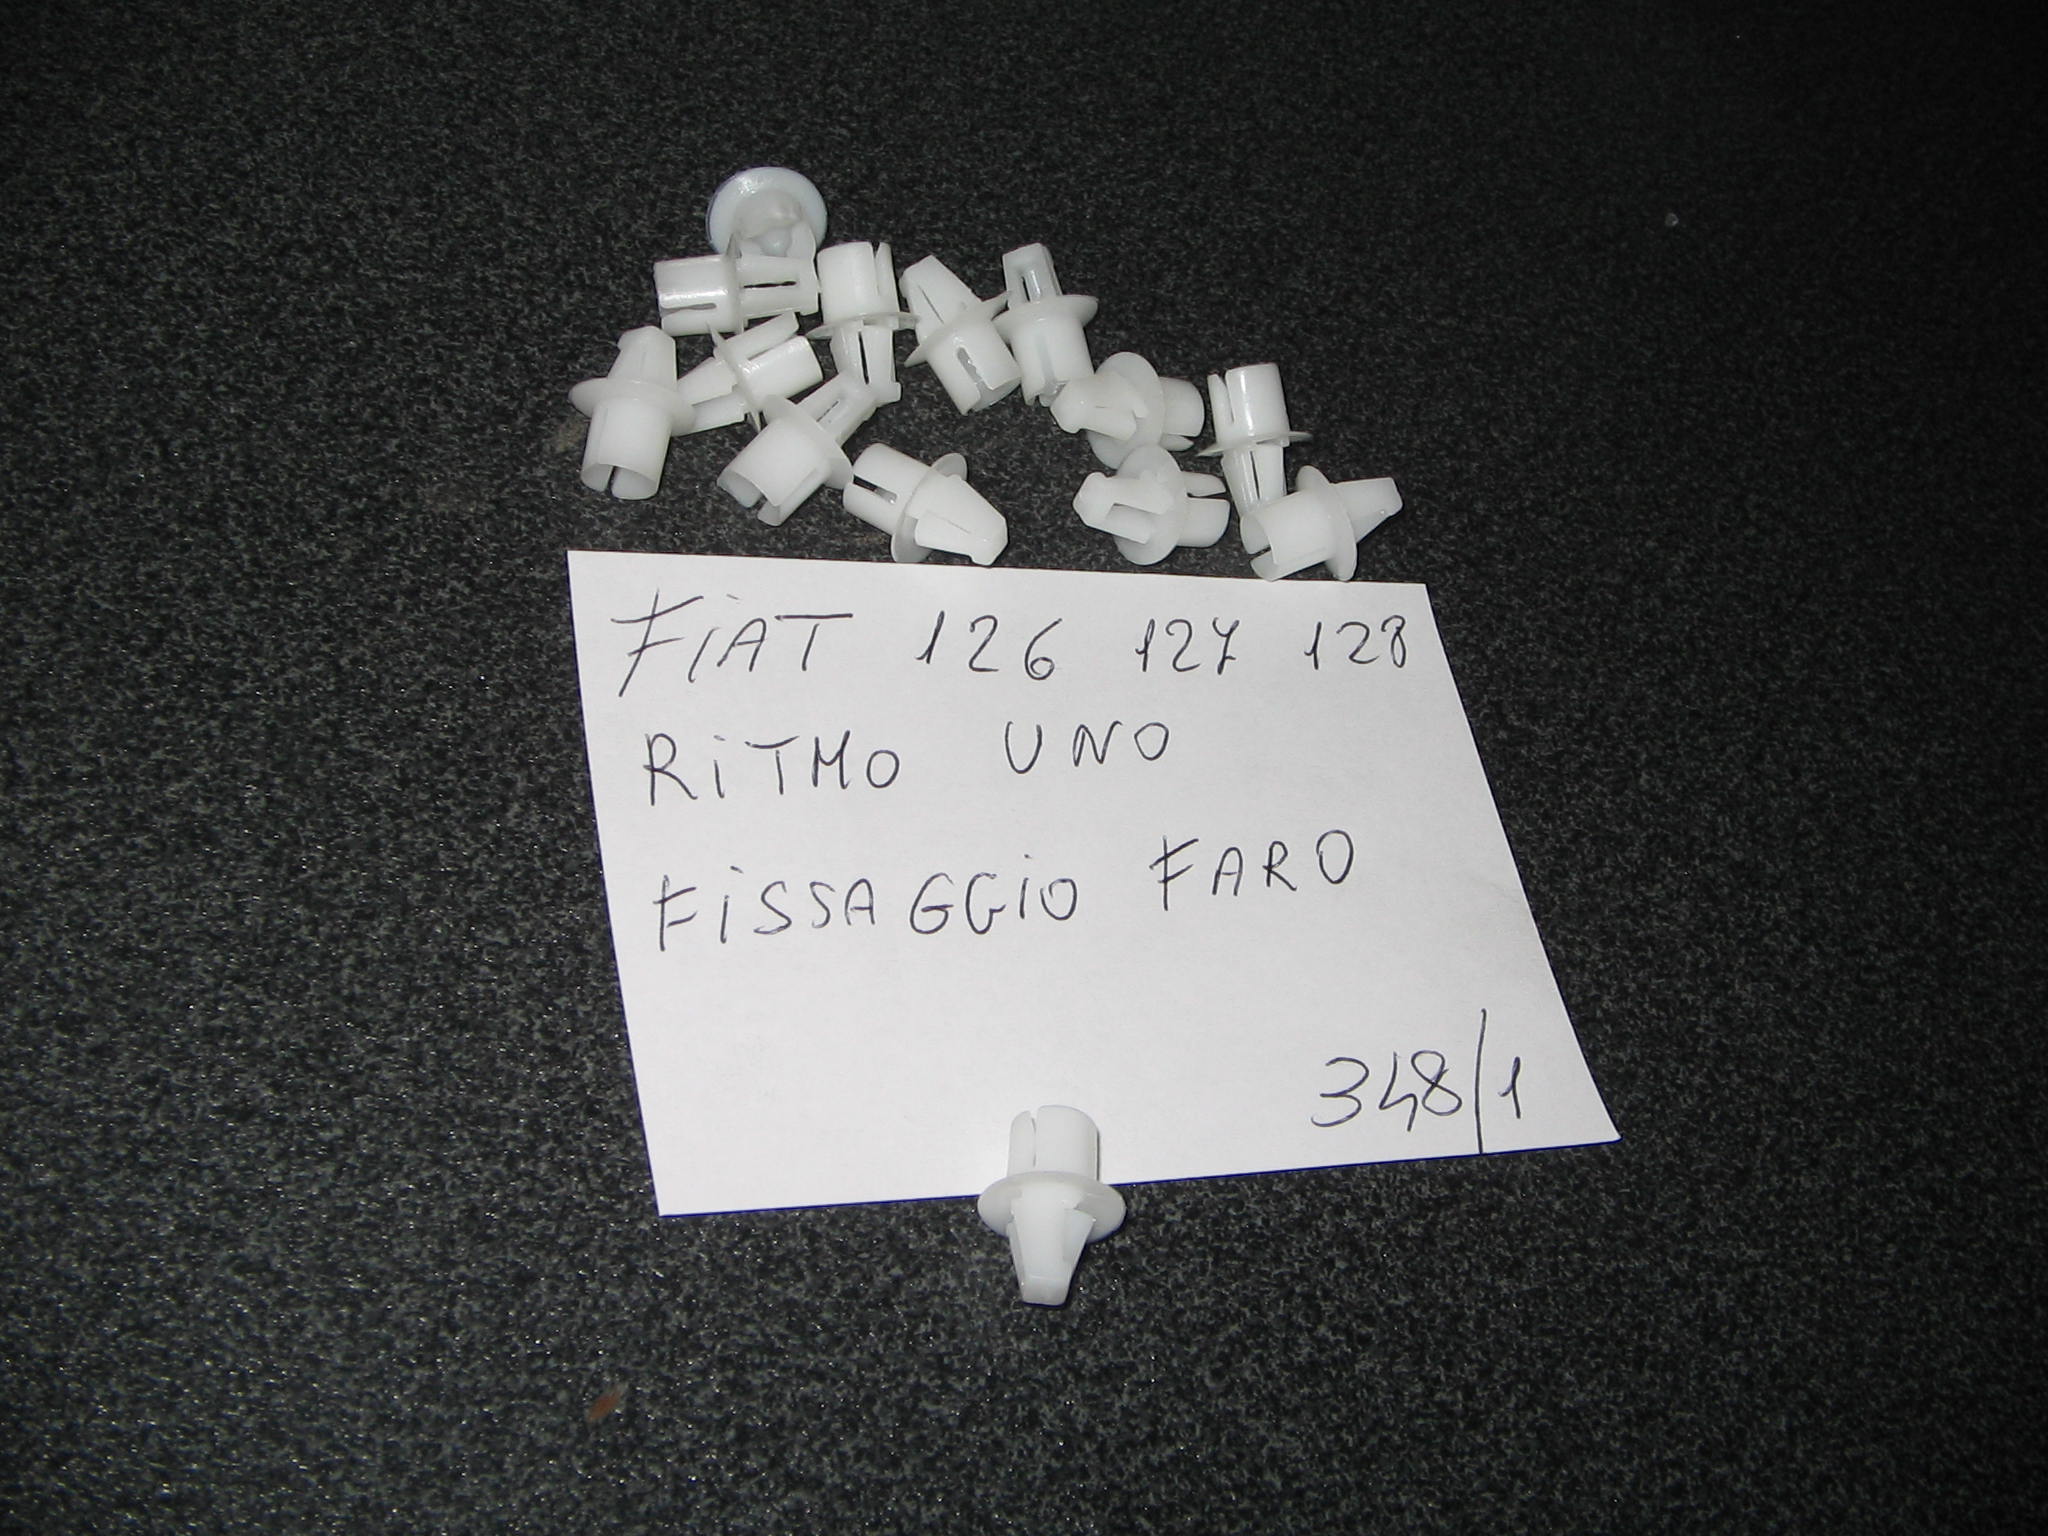 FiAT 126 127 128
RiTMO UNO
FiSSAGGiO FARO
348/1